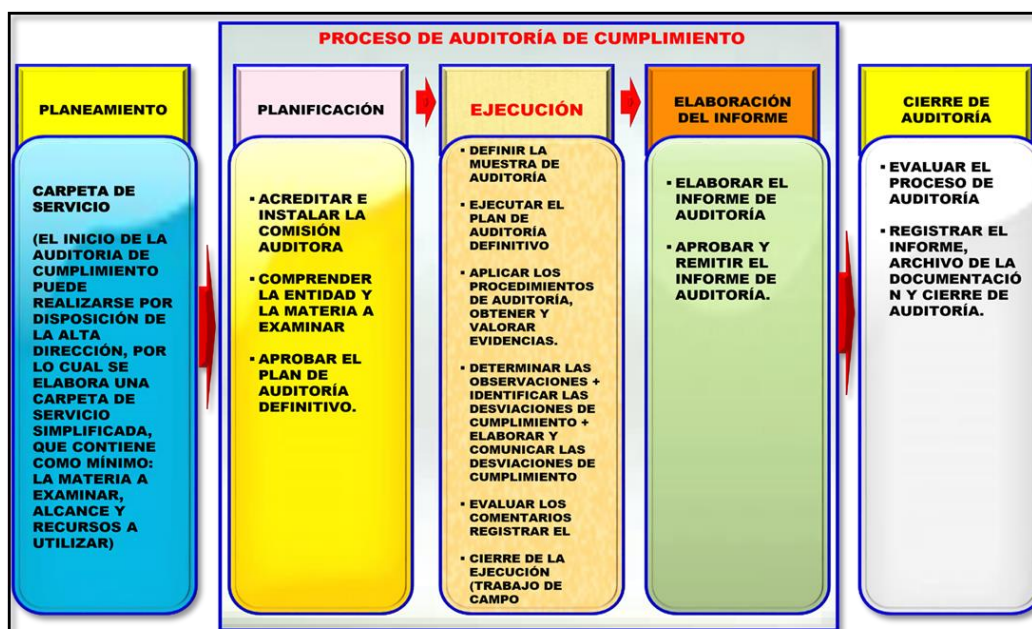 PROCESO DE AUDITORÍA DE CUMPLIMIENTO
PLANEAMIENTO
CARPETA DE
SERVICIO
(EL INICIO DE LA
AUDITORIA DE
CUMPLIMIENTO
PUEDE
REALIZARSE POR
DISPOSICIÓN DE
LA ALTA
DIRECCIÓN, POR
LO CUAL SE
ELABORA UNA
CARPETA DE
SERVICIO
SIMPLIFICADA,
QUE CONTIENE
COMO MÍNIMO:
LA MATERIA A
EXAMINAR,
ALCANCE Y
RECURSOS A
UTILIZAR)
PLANIFICACIÓN
▪ ACREDITAR E
INSTALAR LA
COMISIÓN
AUDITORA
▪ COMPRENDER
LA ENTIDAD Y
LA MATERIA A
EXAMINAR
▪ APROBAR EL
PLAN DE
AUDITORÍA
DEFINITIVO.
EJECUCIÓN
▪ DEFINIR LA
MUESTRA DE
AUDITORÍA
▪ EJECUTAR EL
PLAN DE
AUDITORÍA
DEFINITIVO
▪ APLICAR LOS
PROCEDIMIENTOS
DE AUDITORÍA,
OBTENER Y
VALORAR
EVIDENCIAS.
▪ DETERMINAR LAS
OBSERVACIONES +
IDENTIFICAR LAS
DESVIACIONES DE
CUMPLIMIENTO +
ELABORAR Y
COMUNICAR LAS
DESVIACIONES DE
CUMPLIMIENTO
▪ EVALUAR LOS
COMENTARIOS
REGISTRAR EL
▪ CIERRE DE LA
EJECUCIÓN
(TRABAJO DE
CAMPO
ELABORACIÓN
DEL INFORME
▪ ELABORAR EL
INFORME DE
AUDITORÍA
▪ APROBAR Y
REMITIR EL
INFORME DE
AUDITORÍA.
CIERRE DE
AUDITORÍA
▪ EVALUAR EL
PROCESO DE
AUDITORÍA
▪ REGISTRAR EL
INFORME,
ARCHIVO DE LA
DOCUMENTACIÓ
N Y CIERRE DE
AUDITORÍA.